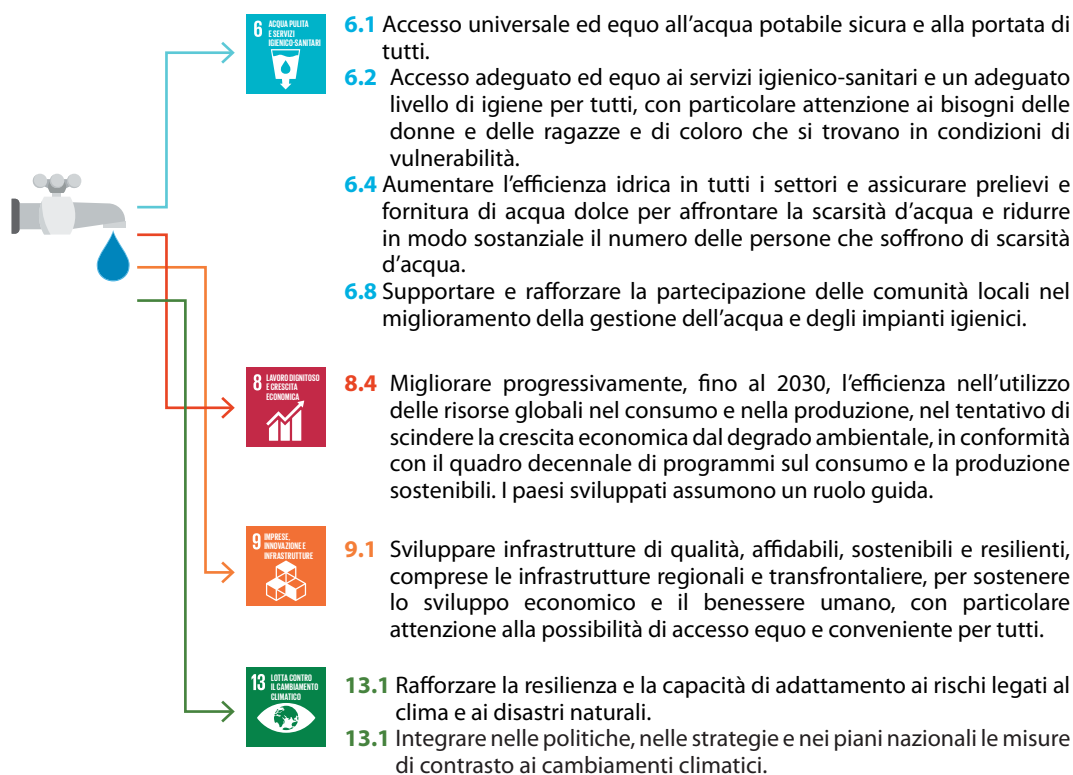 6 ACQUA PULITA
E SERVIZI
IGIENICO-SANITARI
6.1 Accesso universale ed equo all'acqua potabile sicura e alla portata di
tutti.
6.2 Accesso adeguato ed equo ai servizi igienico-sanitari e un adeguato
livello di igiene per tutti, con particolare attenzione ai bisogni delle
donne e delle ragazze e di coloro che si trovano in condizioni di
vulnerabilità.
6.4 Aumentare l'efficienza idrica in tutti i settori e assicurare prelievi e
fornitura di acqua dolce per affrontare la scarsità d'acqua e ridurre
in modo sostanziale il numero delle persone che soffrono di scarsità
d'acqua.
6.8 Supportare e rafforzare la partecipazione delle comunità locali nel
miglioramento della gestione dell'acqua e degli impianti igienici.
8 LAVORO DIGNITOSO
E CRESCITA
ECONOMICA
8.4 Migliorare progressivamente, fino al 2030, l'efficienza nell'utilizzo
delle risorse globali nel consumo e nella produzione, nel tentativo di
scindere la crescita economica dal degrado ambientale, in conformità
con il quadro decennale di programmi sul consumo e la produzione
sostenibili. I paesi sviluppati assumono un ruolo guida.
9 IMPRESE,
INNOVAZIONE E
INFRASTRUTTURE
9.1 Sviluppare infrastrutture di qualità, affidabili, sostenibili e resilienti,
comprese le infrastrutture regionali e transfrontaliere, per sostenere
lo sviluppo economico e il benessere umano, con particolare
attenzione alla possibilità di accesso equo e conveniente per tutti.
13 LOTTA CONTRO
IL CAMBIAMENTO
CLIMATICO
13.1 Rafforzare la resilienza e la capacità di adattamento ai rischi legati al
clima e ai disastri naturali.
13.1 Integrare nelle politiche, nelle strategie e nei piani nazionali le misure
di contrasto ai cambiamenti climatici.